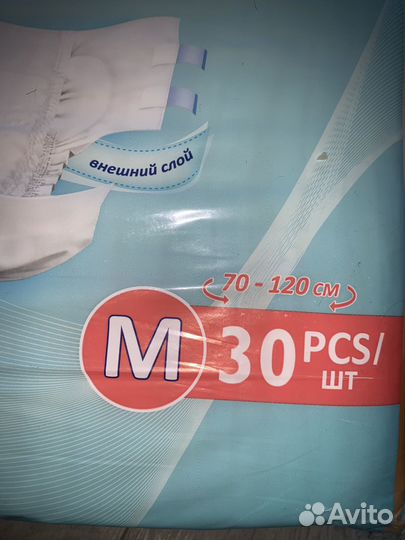 внешний слой
70 - 120 см
M 30 PCS/
ШТ
Avito